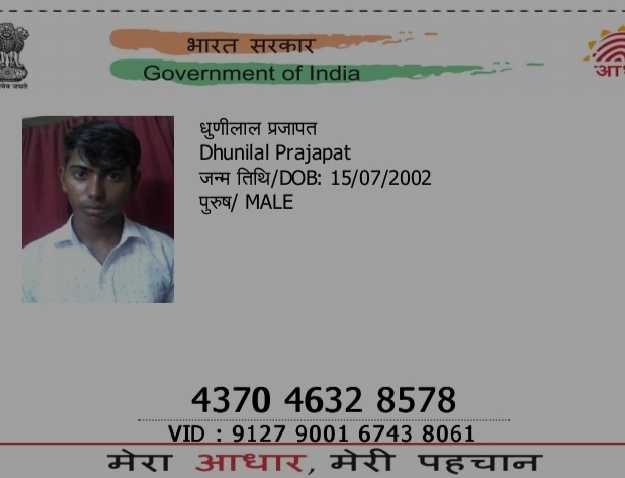 भारत सरकार
Government of India
धुणीलाल प्रजापत
Dhunilal Prajapat
जन्म तिथि/DOB: 15/07/2002
पुरुष/ MALE
4370 4632 8578
VID : 9127 9001 6743 8061
मेरा आधार, मेरी पहचान